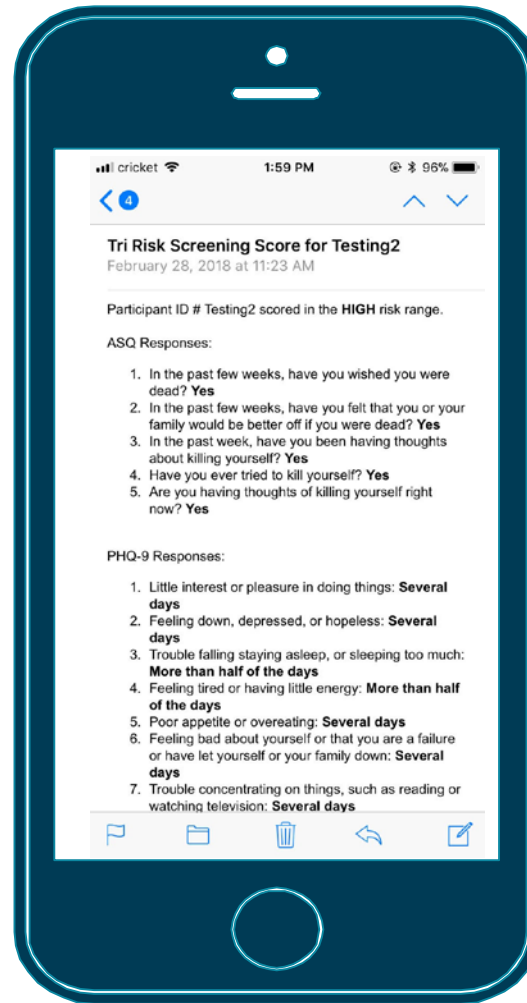 cricket 1:59 PM 96%
4
Tri Risk Screening Score for Testing2
February 28, 2018 at 11:23 AM
Participant ID # Testing2 scored in the HIGH risk range.
ASQ Responses:
1. In the past few weeks, have you wished you were
dead? Yes
2. In the past few weeks, have you felt that you or your
family would be better off if you were dead? Yes
3. In the past week, have you been having thoughts
about killing yourself? Yes
4. Have you ever tried to kill yourself? Yes
5. Are you having thoughts of killing yourself right
now? Yes
PHQ-9 Responses:
1. Little interest or pleasure in doing things: Several
days
2. Feeling down, depressed, or hopeless: Several
days
3. Trouble falling staying asleep, or sleeping too much:
More than half of the days
4. Feeling tired or having little energy: More than half
of the days
5. Poor appetite or overeating: Several days
6. Feeling bad about yourself or that you are a failure
or have let yourself or your family down: Several
days
7. Trouble concentrating on things, such as reading or
watching television: Several days